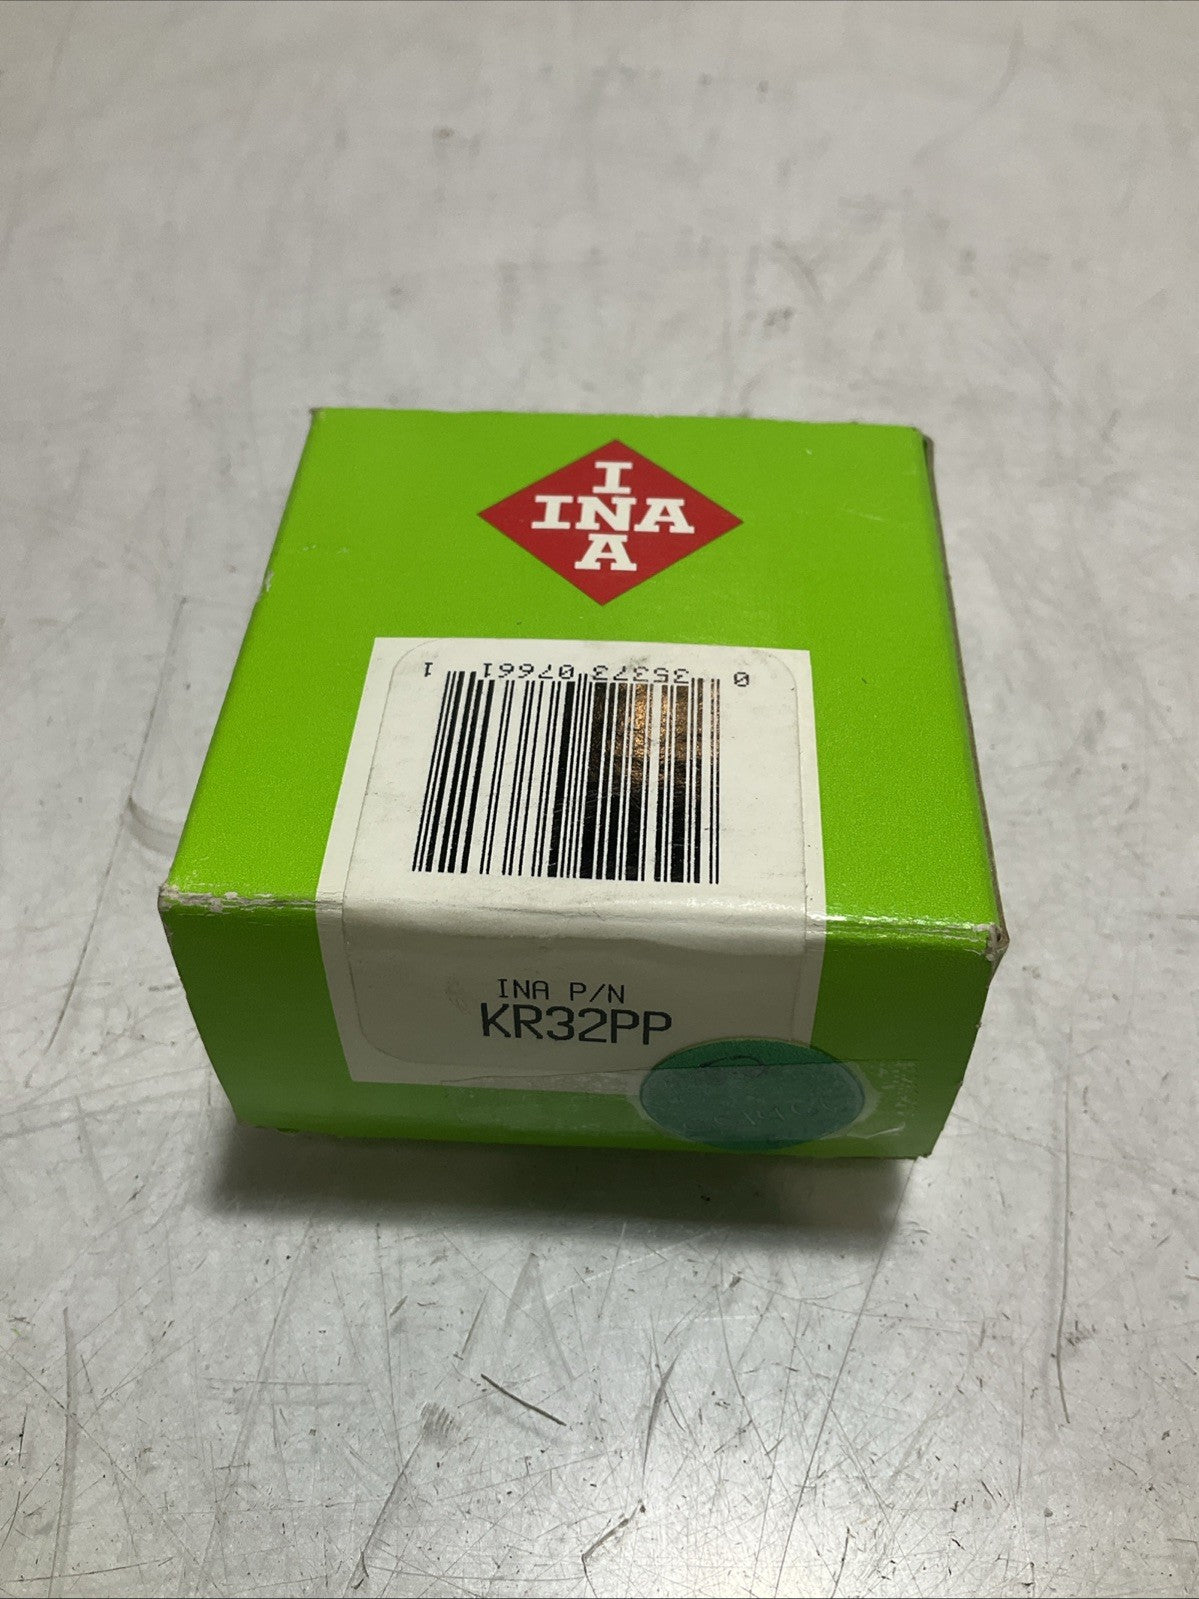 I
INA
A
0 35373 07661 1
INA P/N
KR32PP